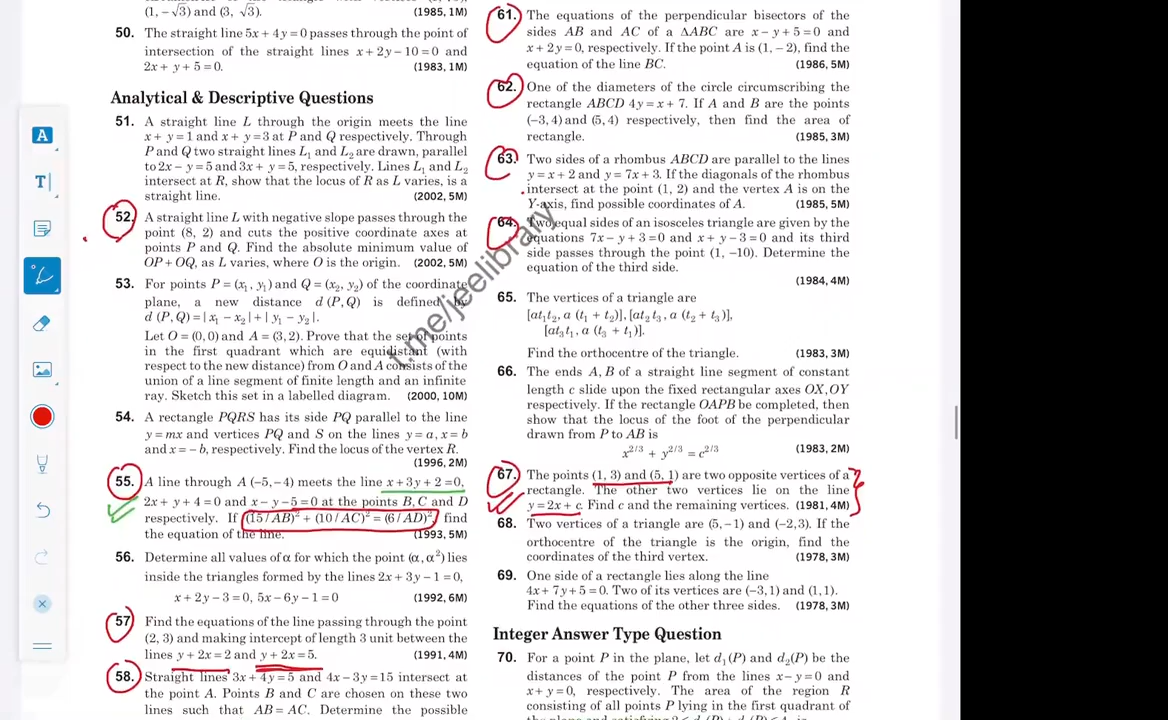 (1, − √3) and (3, √3). (1985, 1M)
50. The straight line 5x + 4y = 0 passes through the point of
intersection of the straight lines x + 2y − 10 = 0 and
2x + y + 5 = 0. (1983, 1M)
Analytical & Descriptive Questions
51. A straight line L through the origin meets the line
x + y = 1 and x + y = 3 at P and Q respectively. Through
P and Q two straight lines L₁ and L₂ are drawn, parallel
to 2x − y = 5 and 3x + y = 5, respectively. Lines L₁ and L₂
intersect at R, show that the locus of R as L varies, is a
straight line. (2002, 5M)
52. A straight line L with negative slope passes through the
point (8, 2) and cuts the positive coordinate axes at
points P and Q. Find the absolute minimum value of
OP + OQ, as L varies, where O is the origin. (2002, 5M)
53. For points P = (x₁, y₁) and Q = (x₂, y₂) of the coordinate
plane, a new distance d (P, Q) is defined by
d (P, Q) = | x₁ − x₂ | + | y₁ − y₂ |.
Let O = (0, 0) and A = (3, 2). Prove that the set of points
in the first quadrant which are equidistant (with
respect to the new distance) from O and A consists of the
union of a line segment of finite length and an infinite
ray. Sketch this set in a labelled diagram. (2000, 10M)
54. A rectangle PQRS has its side PQ parallel to the line
y = mx and vertices PQ and S on the lines y = a, x = b
and x = − b, respectively. Find the locus of the vertex R.
(1996, 2M)
55. A line through A (−5, −4) meets the line x + 3y + 2 = 0,
2x + y + 4 = 0 and x − y − 5 = 0 at the points B, C and D
respectively. If (15 / AB)² + (10 / AC)² = (6 / AD)², find
the equation of the line. (1993, 5M)
56. Determine all values of α for which the point (α, α²) lies
inside the triangles formed by the lines 2x + 3y − 1 = 0,
x + 2y − 3 = 0, 5x − 6y − 1 = 0 (1992, 6M)
57 Find the equations of the line passing through the point
(2, 3) and making intercept of length 3 unit between the
lines y + 2x = 2 and y + 2x = 5. (1991, 4M)
58. Straight lines 3x + 4y = 5 and 4x − 3y = 15 intersect at
the point A. Points B and C are chosen on these two
lines such that AB = AC. Determine the possible
61. The equations of the perpendicular bisectors of the
sides AB and AC of a ΔABC are x − y + 5 = 0 and
x + 2y = 0, respectively. If the point A is (1, − 2), find the
equation of the line BC. (1986, 5M)
62. One of the diameters of the circle circumscribing the
rectangle ABCD 4y = x + 7. If A and B are the points
(−3, 4) and (5, 4) respectively, then find the area of
rectangle. (1985, 3M)
63. Two sides of a rhombus ABCD are parallel to the lines
y = x + 2 and y = 7x + 3. If the diagonals of the rhombus
intersect at the point (1, 2) and the vertex A is on the
Y-axis, find possible coordinates of A. (1985, 5M)
64. Two equal sides of an isosceles triangle are given by the
equations 7x − y + 3 = 0 and x + y − 3 = 0 and its third
side passes through the point (1, −10). Determine the
equation of the third side.
(1984, 4M)
65. The vertices of a triangle are
[at₁t₂, a (t₁ + t₂)], [at₂t₃, a (t₂ + t₃)],
[at₃t₁, a (t₃ + t₁)].
Find the orthocentre of the triangle. (1983, 3M)
66. The ends A, B of a straight line segment of constant
length c slide upon the fixed rectangular axes OX, OY
respectively. If the rectangle OAPB be completed, then
show that the locus of the foot of the perpendicular
drawn from P to AB is
x^2/3 + y^2/3 = c^2/3 (1983, 2M)
67. The points (1, 3) and (5, 1) are two opposite vertices of a
rectangle. The other two vertices lie on the line
y = 2x + c. Find c and the remaining vertices. (1981, 4M)
68. Two vertices of a triangle are (5, −1) and (−2,3). If the
orthocentre of the triangle is the origin, find the
coordinates of the third vertex. (1978, 3M)
69. One side of a rectangle lies along the line
4x + 7y + 5 = 0. Two of its vertices are (−3, 1) and (1, 1).
Find the equations of the other three sides. (1978, 3M)
Integer Answer Type Question
70. For a point P in the plane, let d₁(P) and d₂(P) be the
distances of the point P from the lines x − y = 0 and
x + y = 0, respectively. The area of the region R
consisting of all points P lying in the first quadrant of
t.me/jeelibrary
A
T